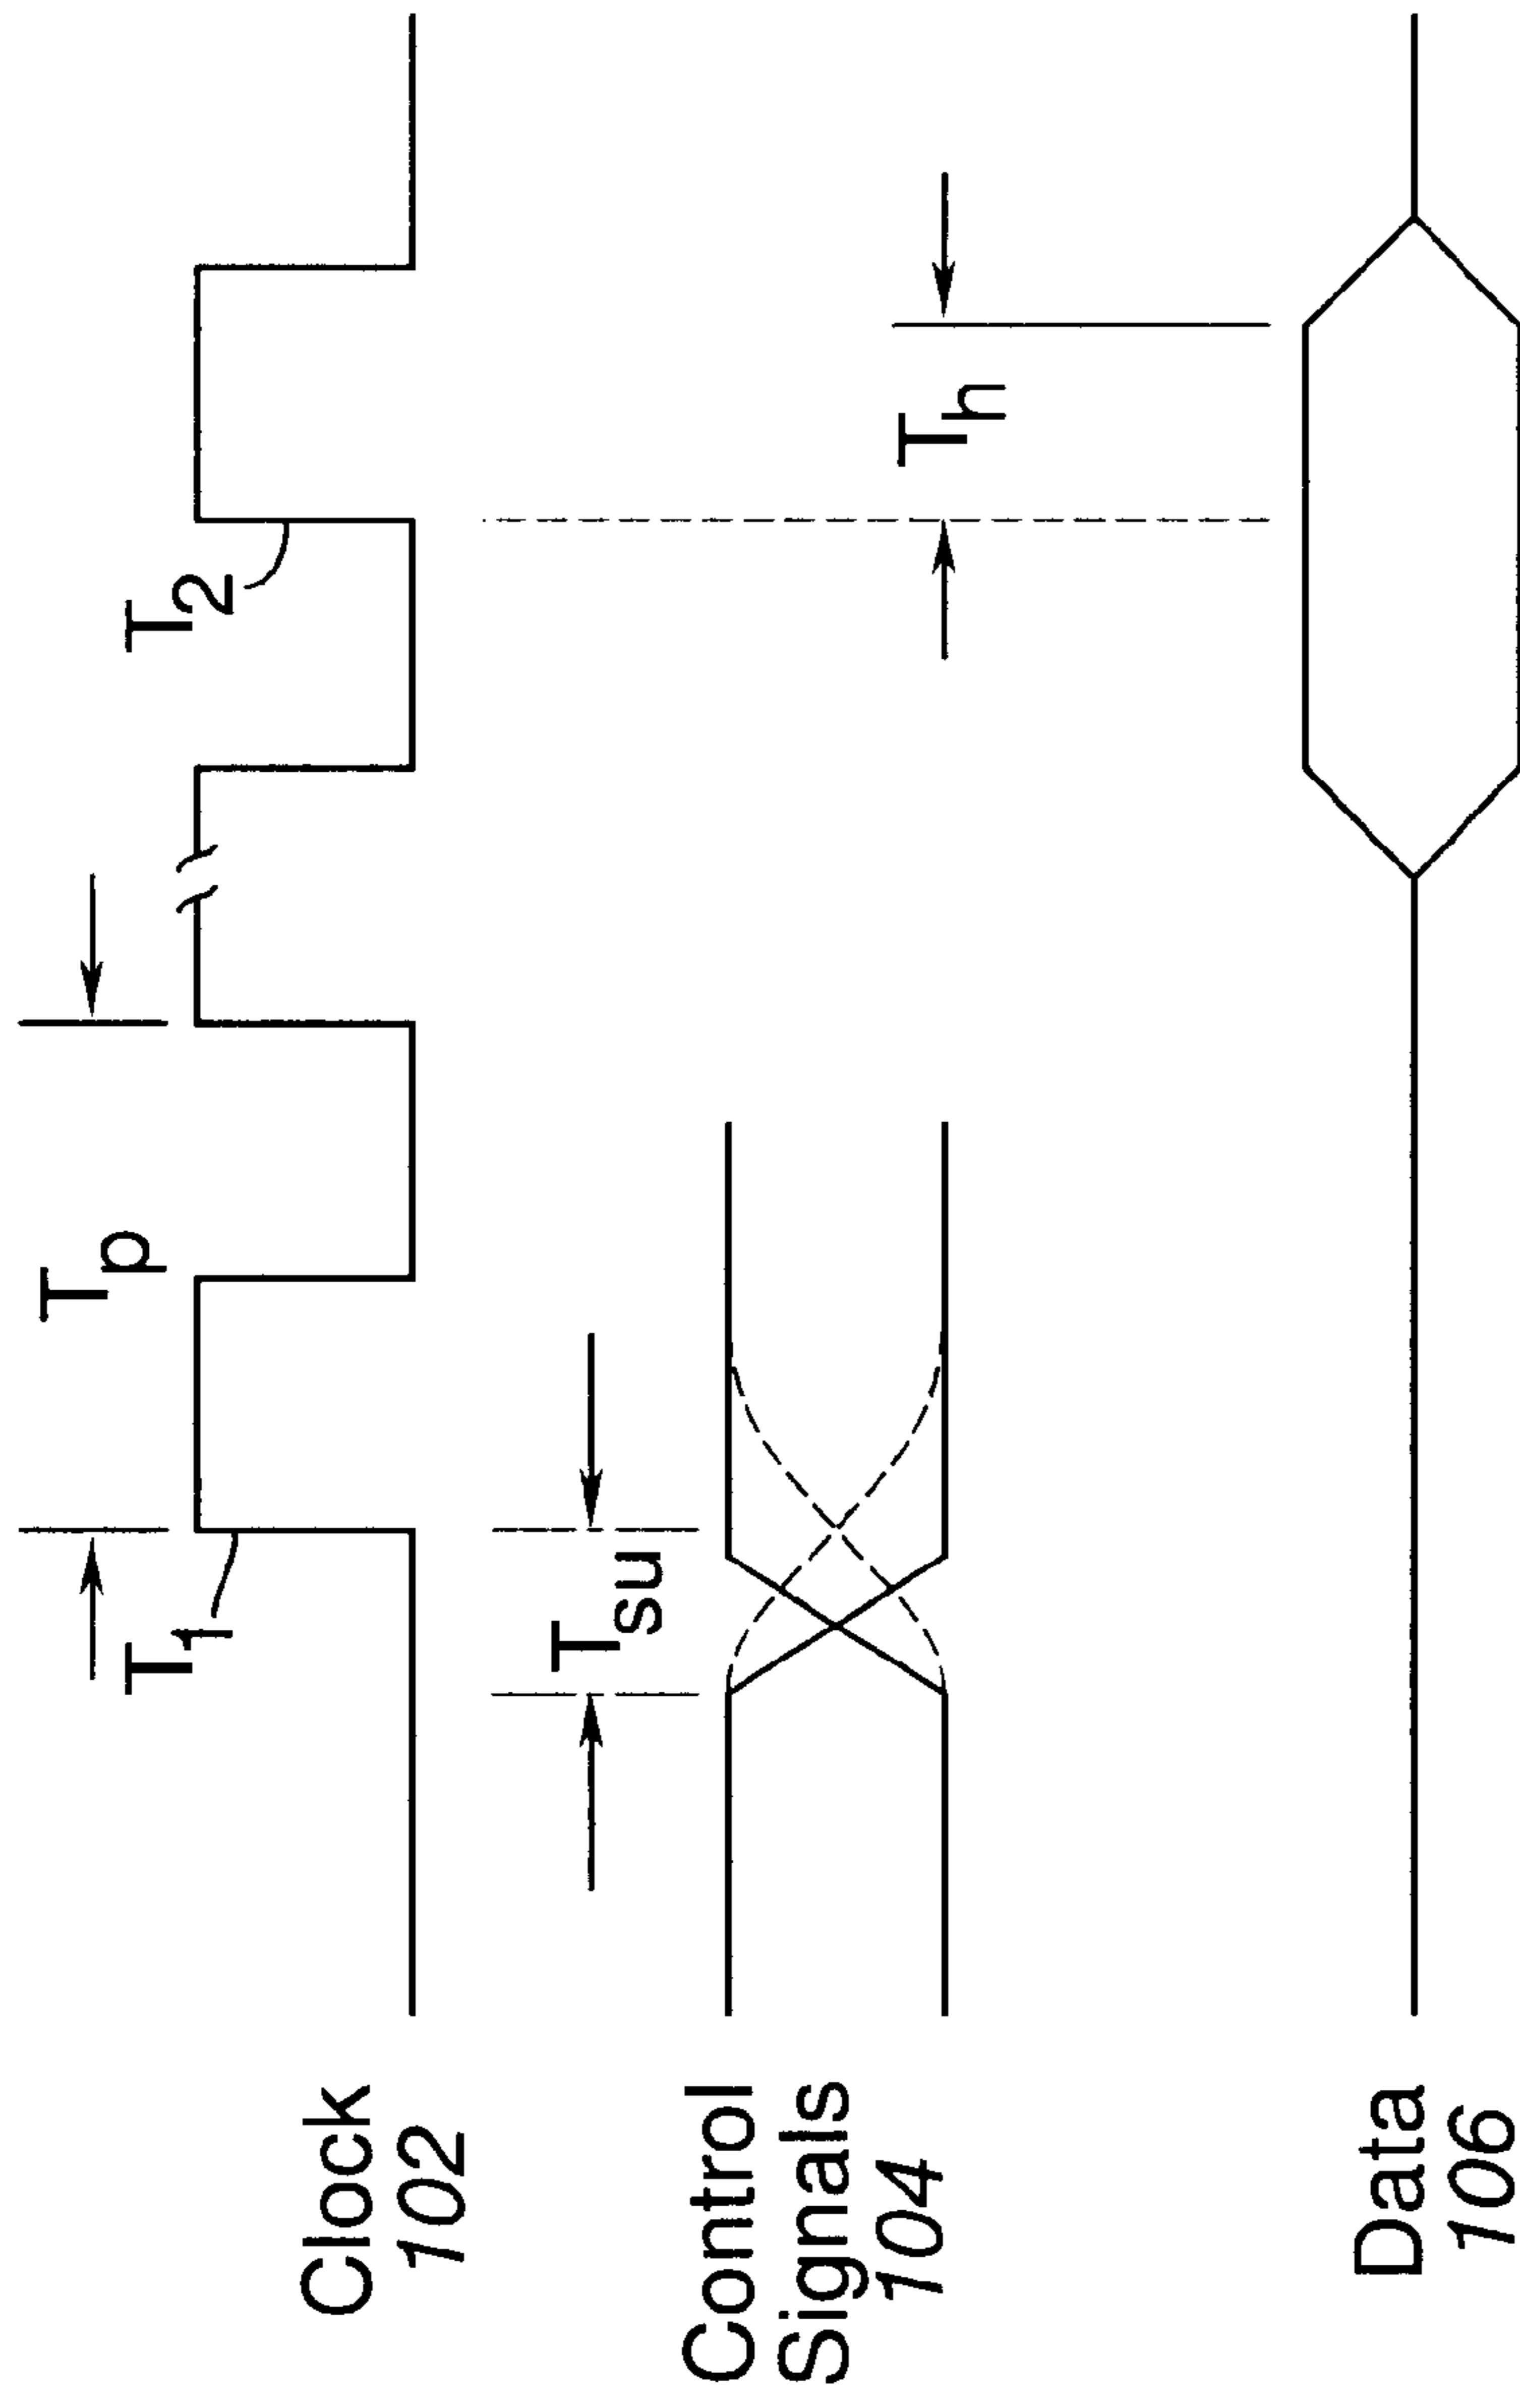 Tp
T1
T2
Clock
102
Tsu
Control
Signals
104
Th
Data
106